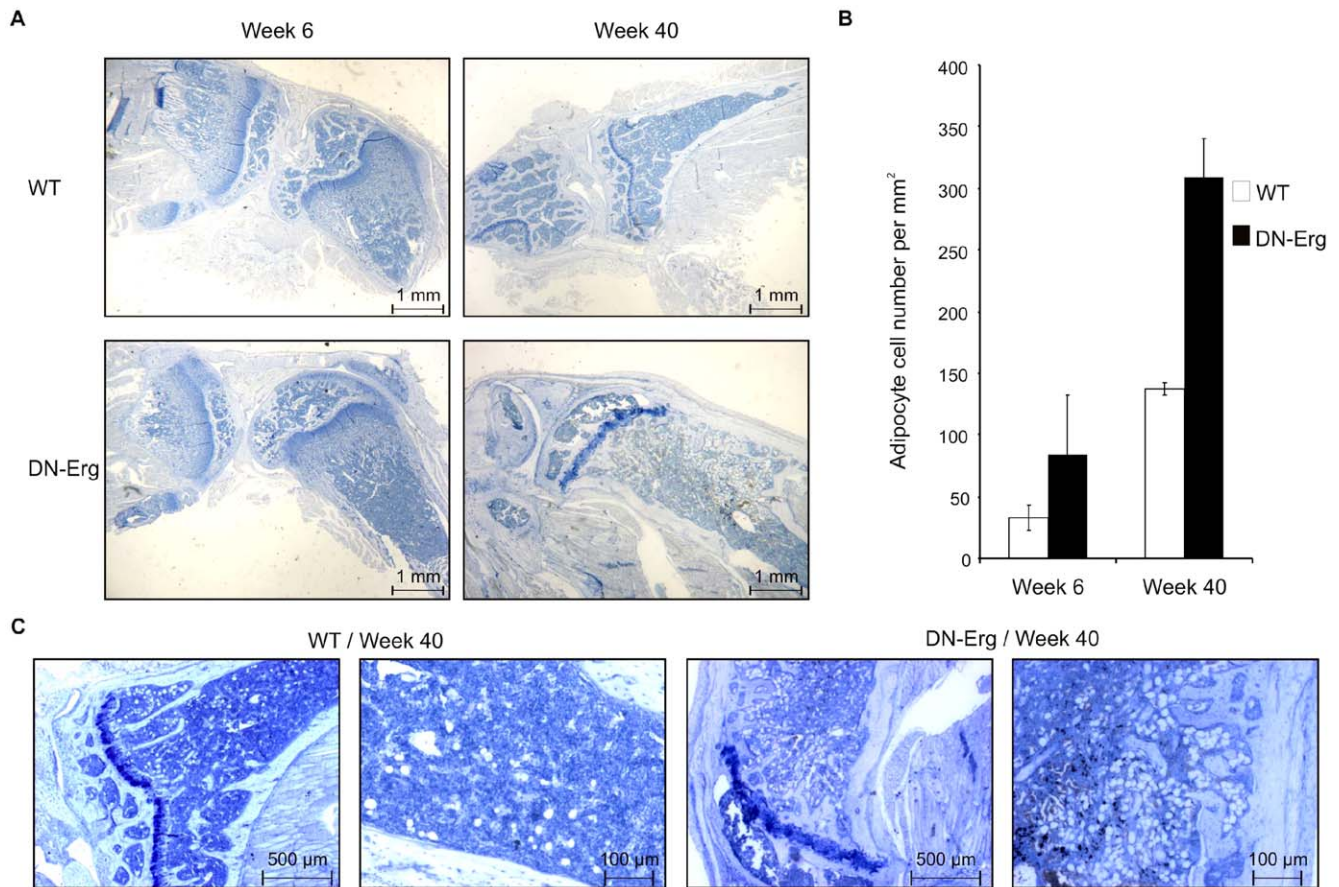 A
Week 6
Week 40
WT
1 mm
1 mm
DN-Erg
1 mm
1 mm
B
Adipocyte cell number per mm²
400
350
300
250
200
150
100
50
0
Week 6
Week 40
WT
DN-Erg
C
WT / Week 40
DN-Erg / Week 40
500 µm
100 µm
500 µm
100 µm